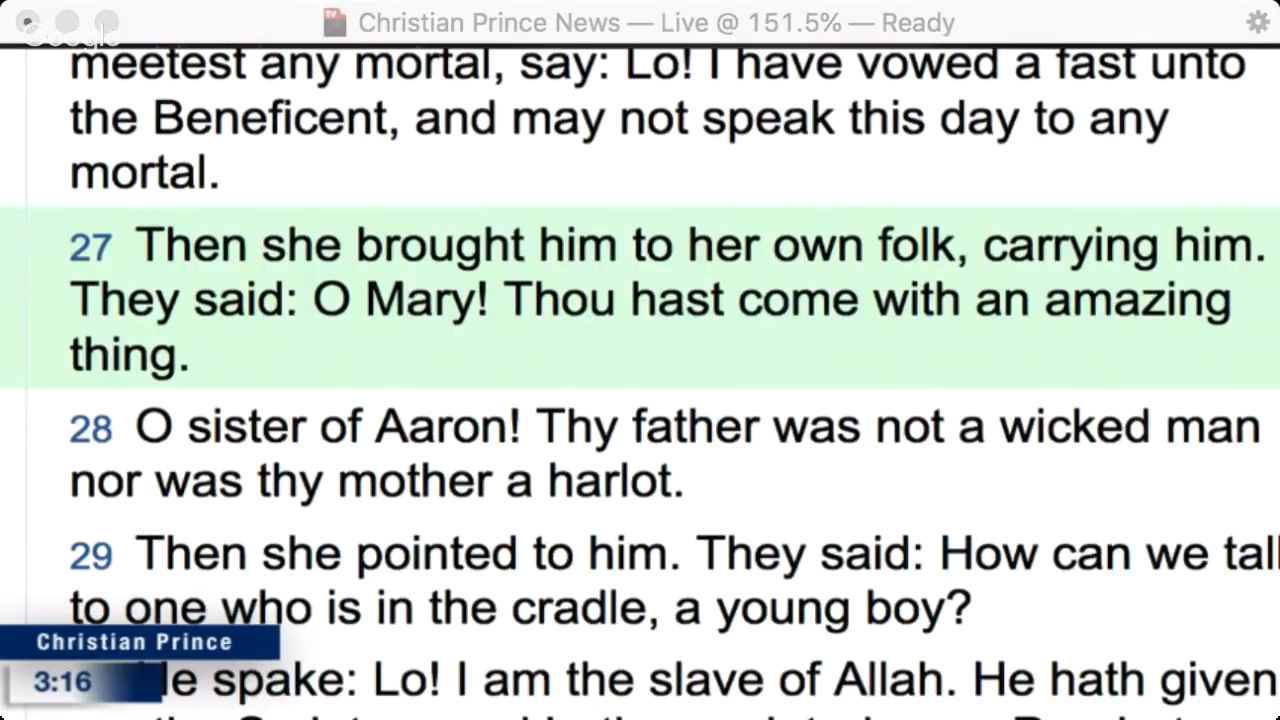 Christian Prince News — Live @ 151.5% — Ready
Google
meetest any mortal, say: Lo! I have vowed a fast unto
the Beneficent, and may not speak this day to any
mortal.
27 Then she brought him to her own folk, carrying him.
They said: O Mary! Thou hast come with an amazing
thing.
28 O sister of Aaron! Thy father was not a wicked man
nor was thy mother a harlot.
29 Then she pointed to him. They said: How can we tal
to one who is in the cradle, a young boy?
Christian Prince
3:16
He spake: Lo! I am the slave of Allah. He hath given